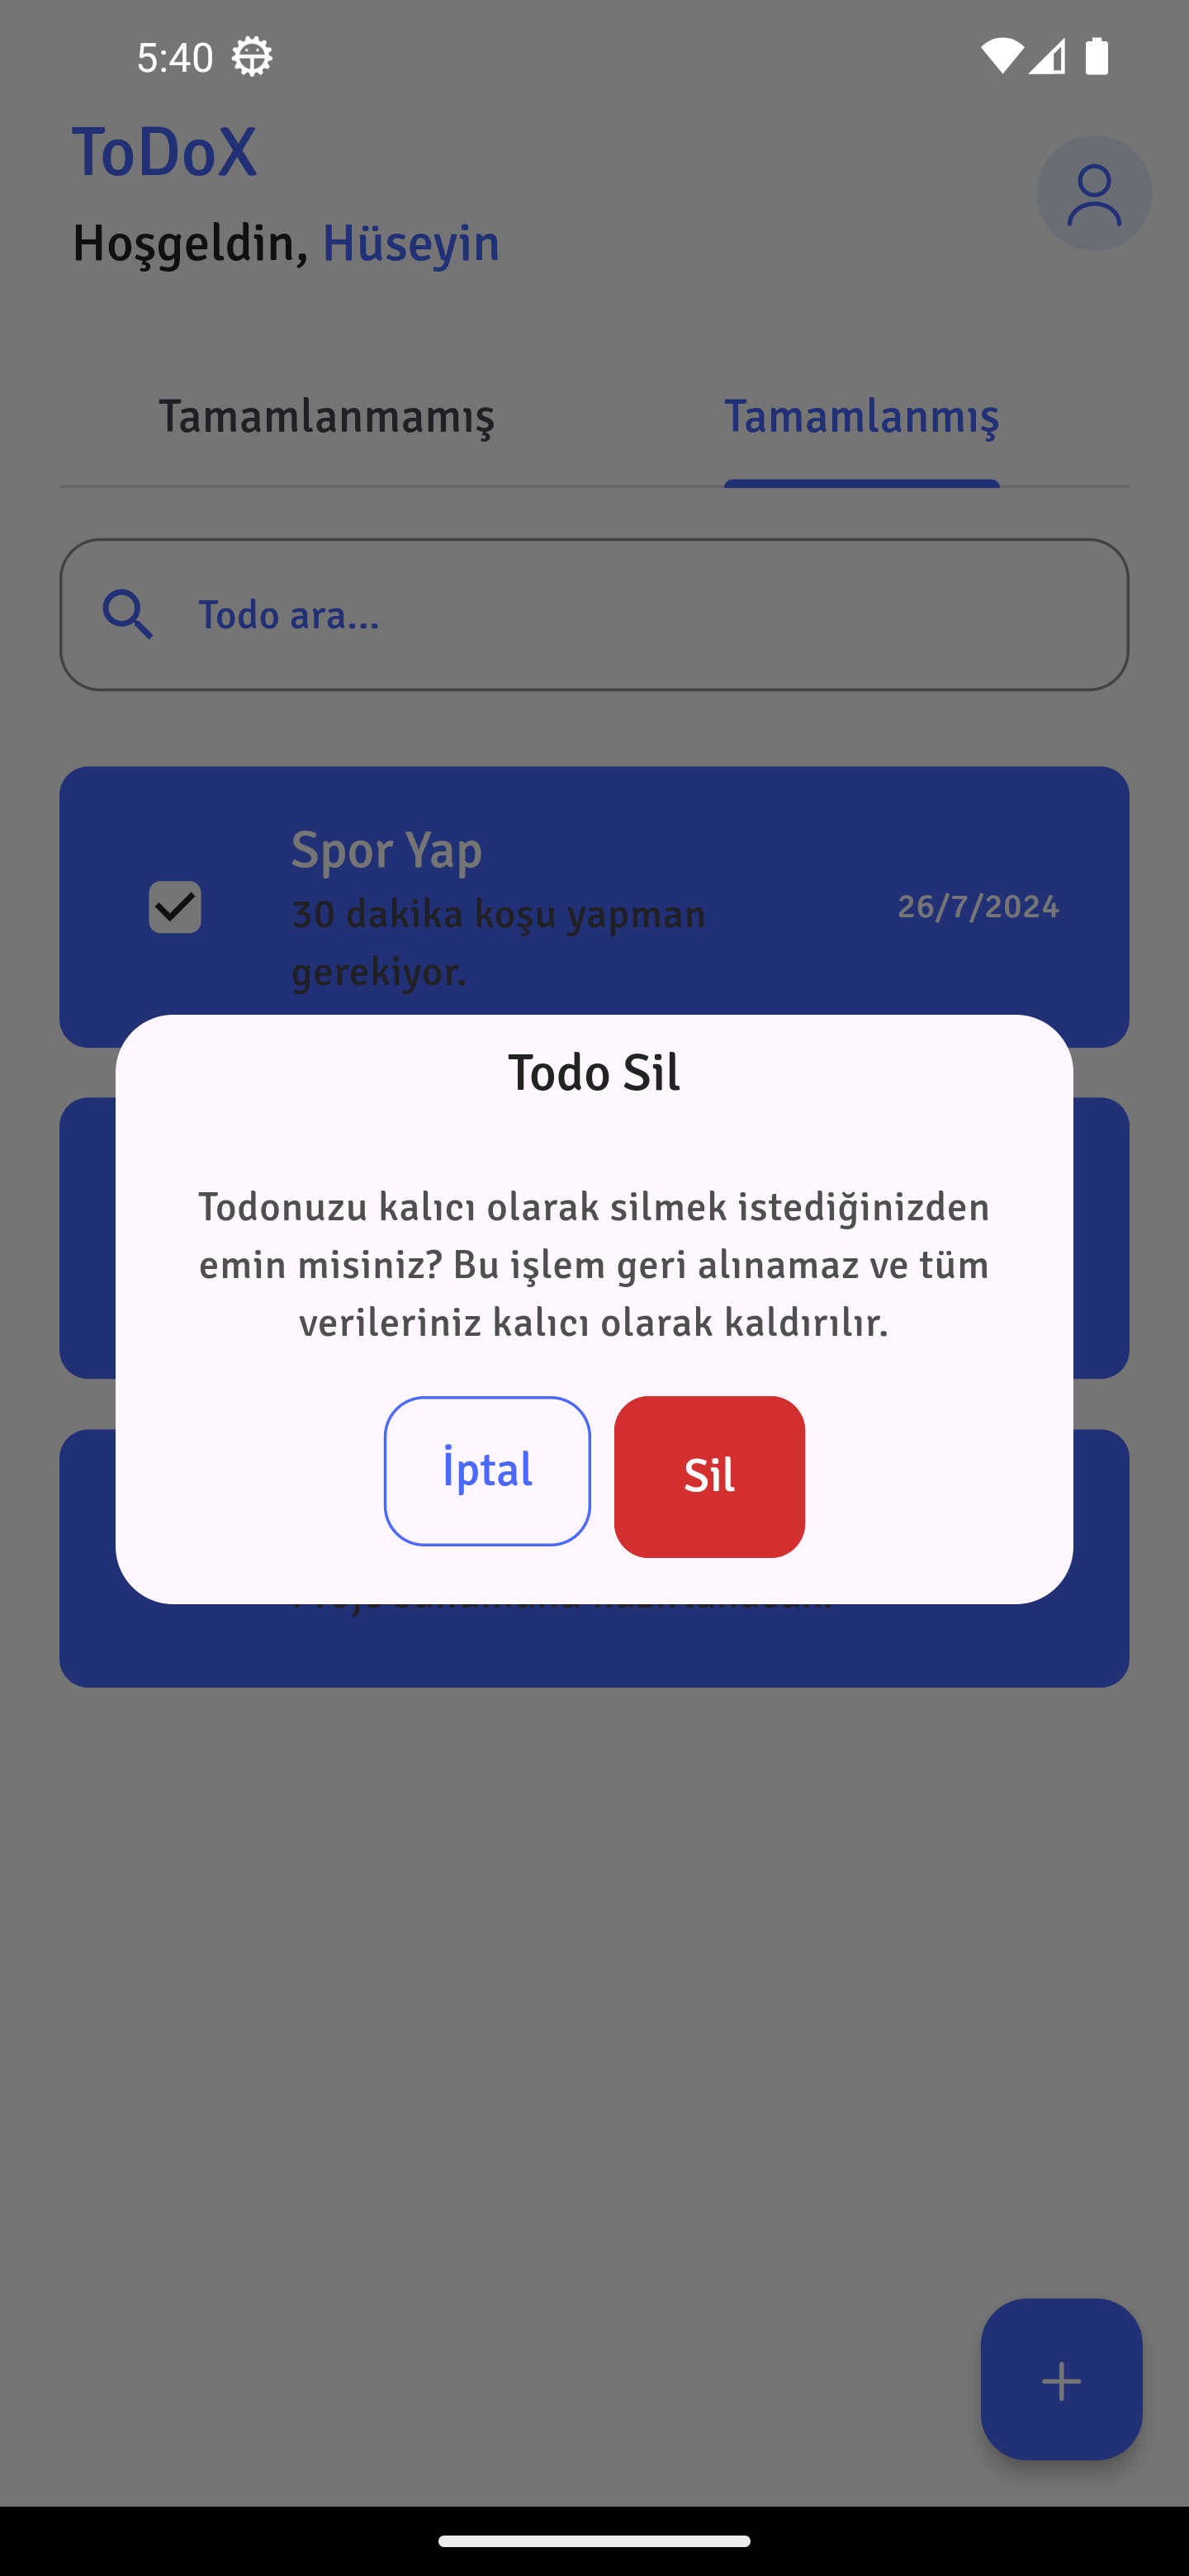 5:40
ToDoX
Hoşgeldin, Hüseyin
Tamamlanmamış
Tamamlanmış
Todo ara...
Spor Yap
30 dakika koşu yapman
gerekiyor.
26/7/2024
Todo Sil
Todonuzu kalıcı olarak silmek istediğinizden
emin misiniz? Bu işlem geri alınamaz ve tüm
verileriniz kalıcı olarak kaldırılır.
İptal
Sil